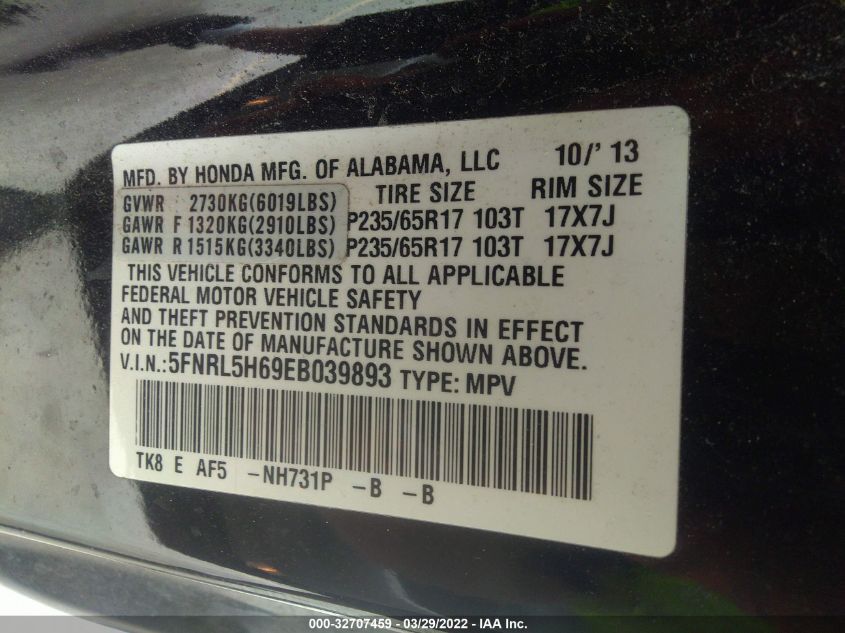 MFD. BY HONDA MFG. OF ALABAMA, LLC 10/'13
GVWR 2730KG(6019LBS) TIRE SIZE RIM SIZE
GAWR F 1320KG(2910LBS) P235/65R17 103T 17X7J
GAWR R 1515KG(3340LBS) P235/65R17 103T 17X7J
THIS VEHICLE CONFORMS TO ALL APPLICABLE
FEDERAL MOTOR VEHICLE SAFETY
AND THEFT PREVENTION STANDARDS IN EFFECT
ON THE DATE OF MANUFACTURE SHOWN ABOVE.
V.I.N.:5FNRL5H69EB039893 TYPE: MPV
TK8 E AF5 -NH731P -B -B
000-32707459 - 03/29/2022 - IAA Inc.